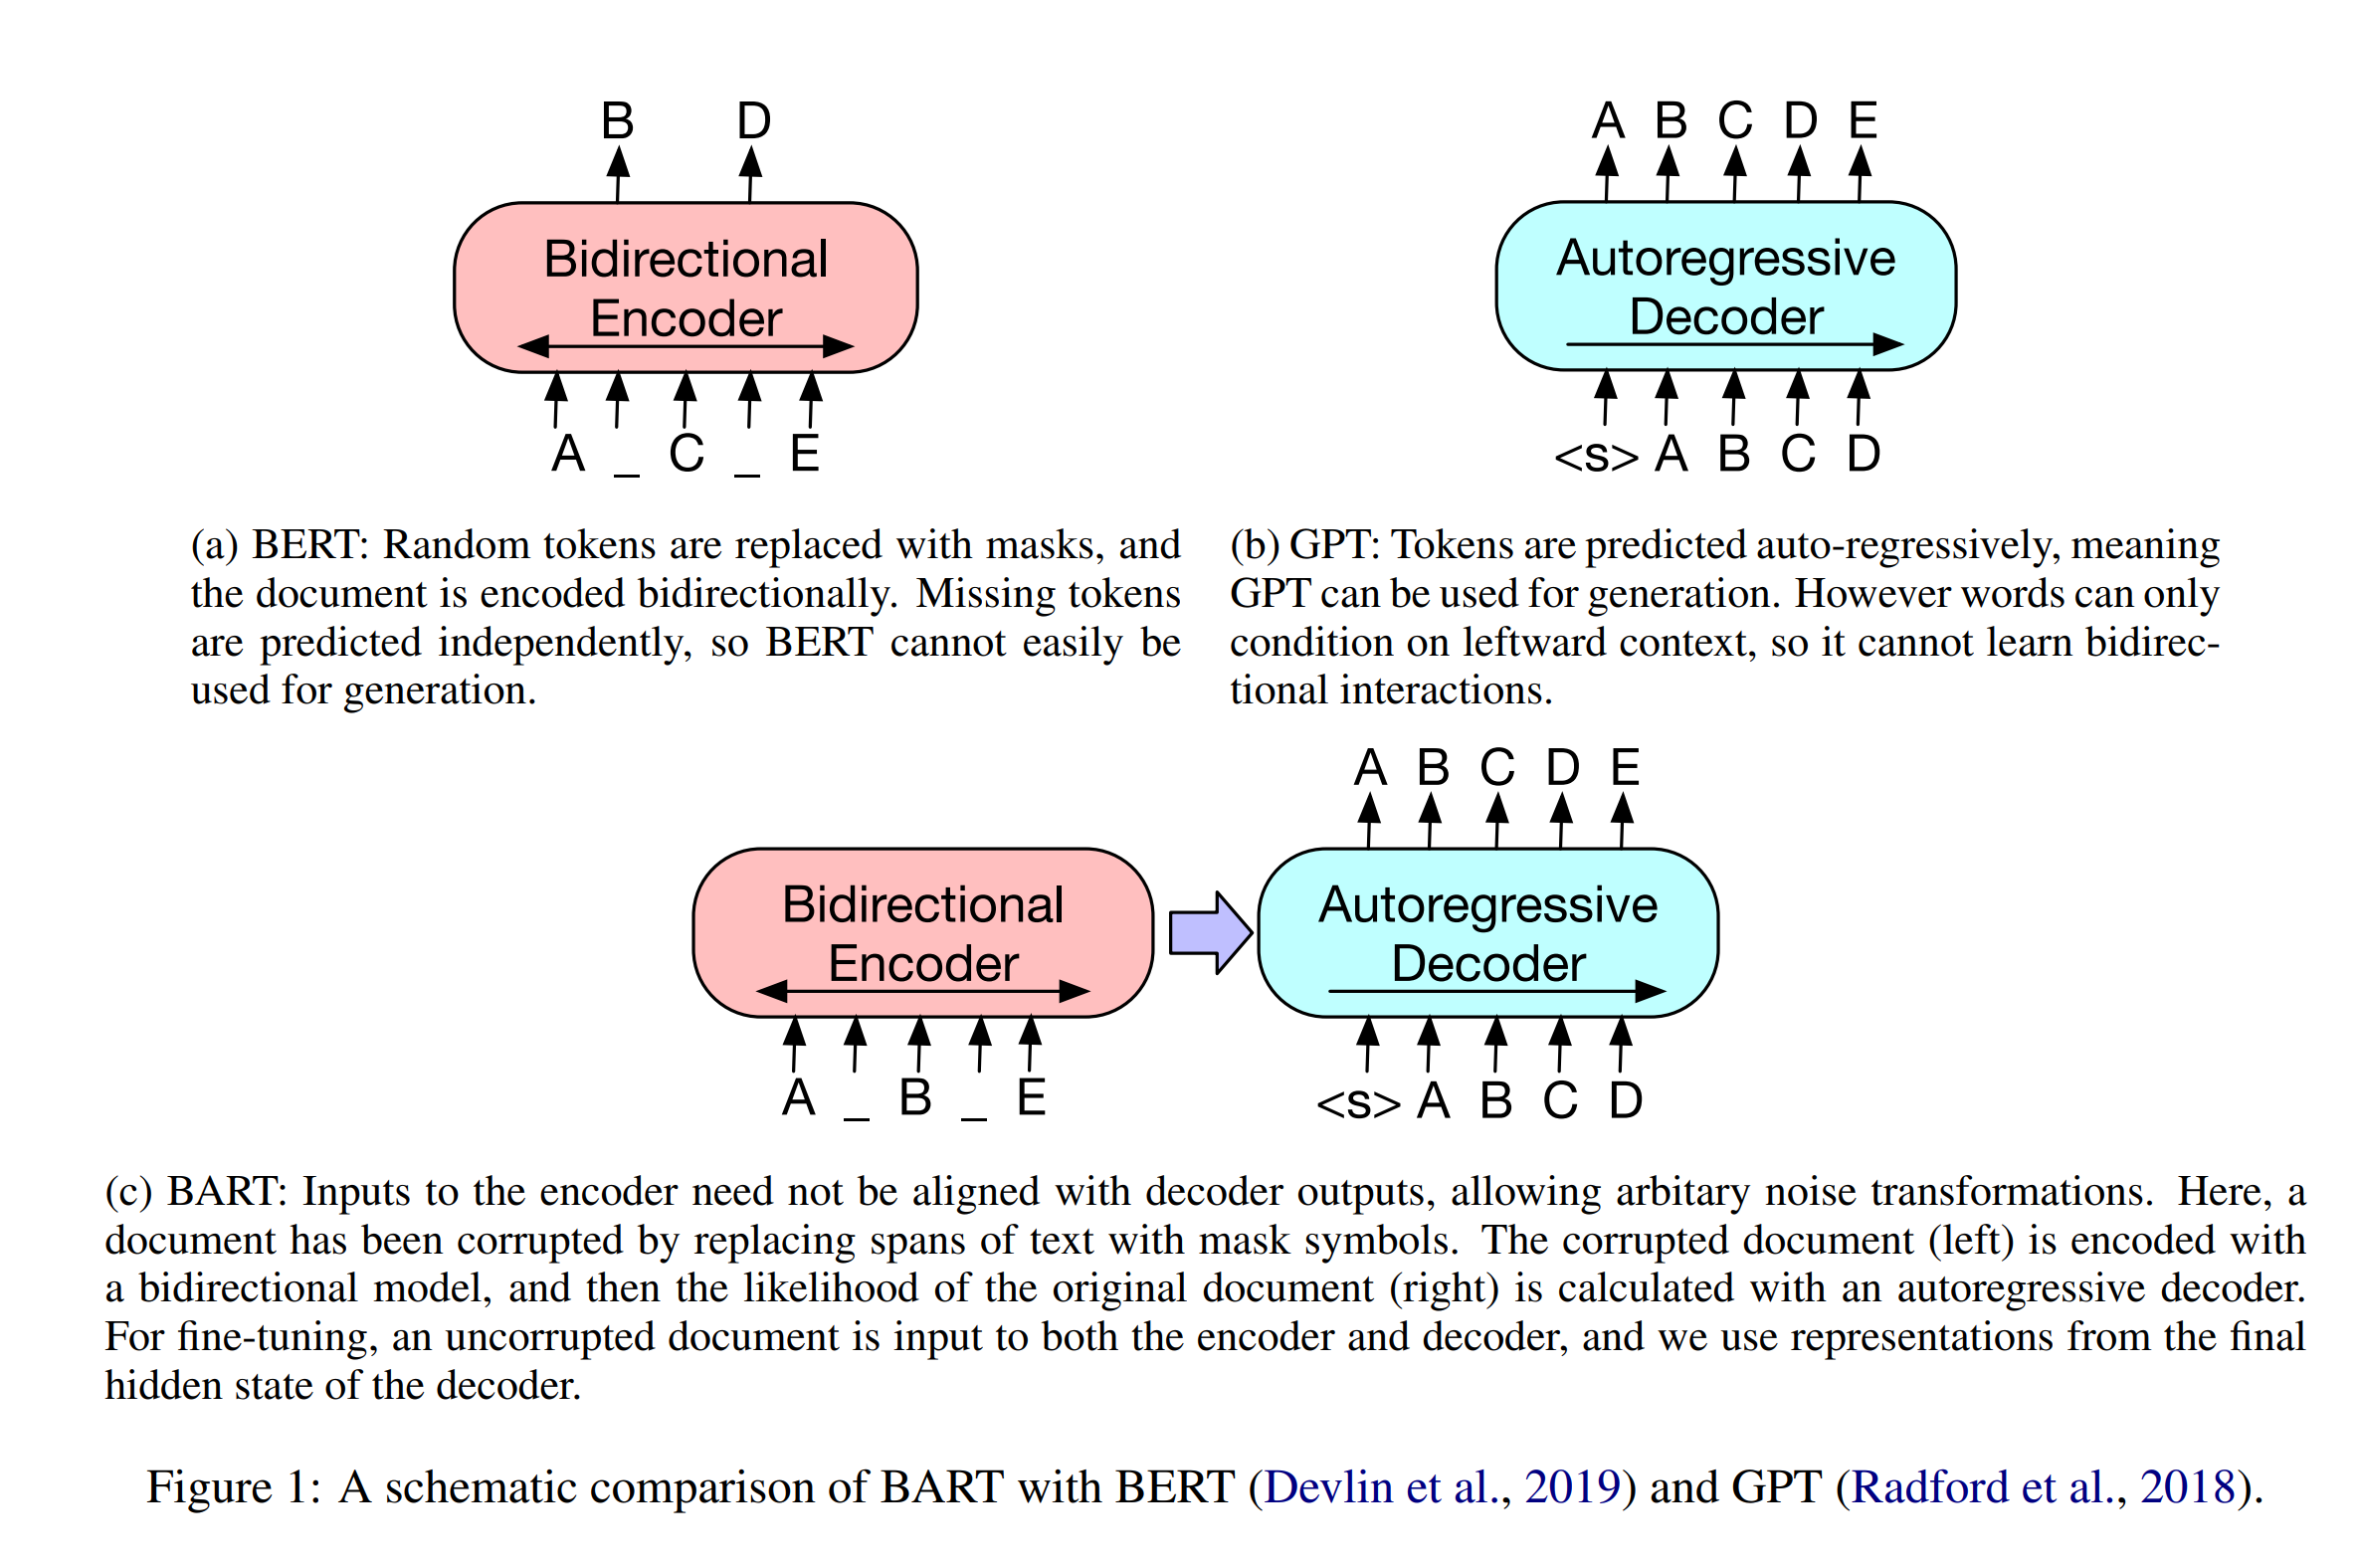 B D
Bidirectional
Encoder
A _ C _ E
A B C D E
Autoregressive
Decoder
<s> A B C D
(a) BERT: Random tokens are replaced with masks, and
the document is encoded bidirectionally. Missing tokens
are predicted independently, so BERT cannot easily be
used for generation.
(b) GPT: Tokens are predicted auto-regressively, meaning
GPT can be used for generation. However words can only
condition on leftward context, so it cannot learn bidirec-
tional interactions.
Bidirectional
Encoder
A _ B _ E
A B C D E
Autoregressive
Decoder
<s> A B C D
(c) BART: Inputs to the encoder need not be aligned with decoder outputs, allowing arbitary noise transformations. Here, a
document has been corrupted by replacing spans of text with mask symbols. The corrupted document (left) is encoded with
a bidirectional model, and then the likelihood of the original document (right) is calculated with an autoregressive decoder.
For fine-tuning, an uncorrupted document is input to both the encoder and decoder, and we use representations from the final
hidden state of the decoder.
Figure 1: A schematic comparison of BART with BERT (Devlin et al., 2019) and GPT (Radford et al., 2018).